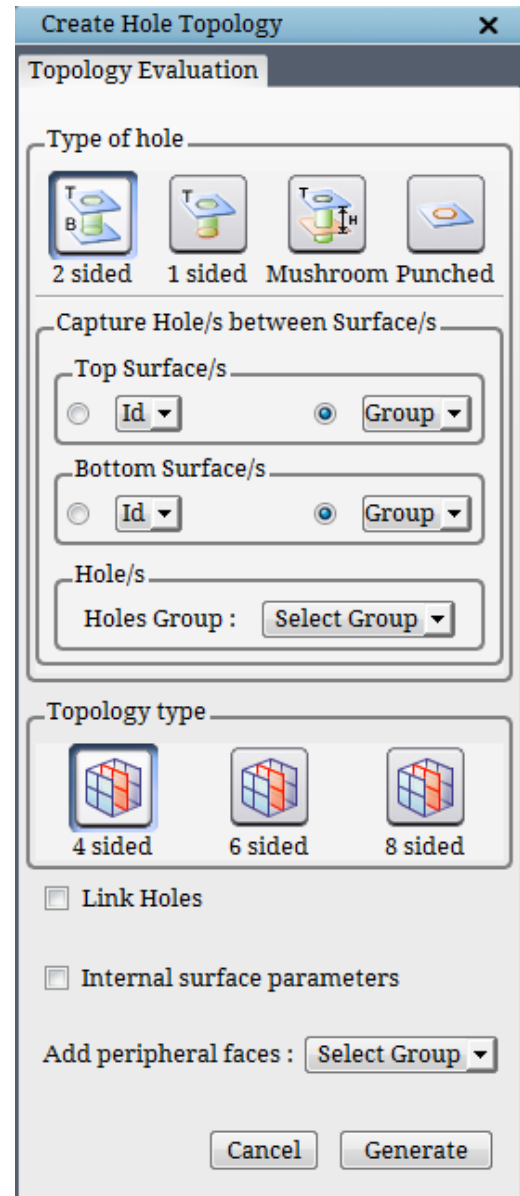 Create Hole Topology
Topology Evaluation
Type of hole
T B T T H
2 sided 1 sided Mushroom Punched
Capture Hole/s between Surface/s
Top Surface/s
Id Group
Bottom Surface/s
Id Group
Hole/s
Holes Group : Select Group
Topology type
4 sided 6 sided 8 sided
Link Holes
Internal surface parameters
Add peripheral faces : Select Group
Cancel Generate